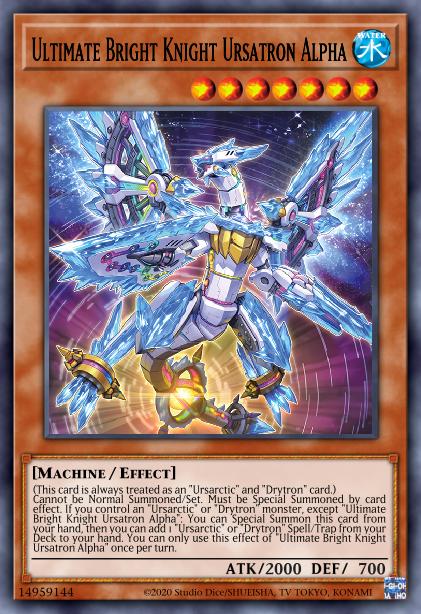 ULTIMATE BRIGHT KNIGHT URSATRON ALPHA
WATER
水
[MACHINE / EFFECT]
(This card is always treated as an "Ursarctic" and "Drytron" card.)
Cannot be Normal Summoned/Set. Must be Special Summoned by card
effect. If you control an "Ursarctic" or "Drytron" monster, except "Ultimate
Bright Knight Ursatron Alpha": You can Special Summon this card from
your hand, then you can add 1 "Ursarctic" or "Drytron" Spell/Trap from your
Deck to your hand. You can only use this effect of "Ultimate Bright Knight
Ursatron Alpha" once per turn.
ATK/2000 DEF/ 700
14959144
©2020 Studio Dice/SHUEISHA, TV TOKYO, KONAMI